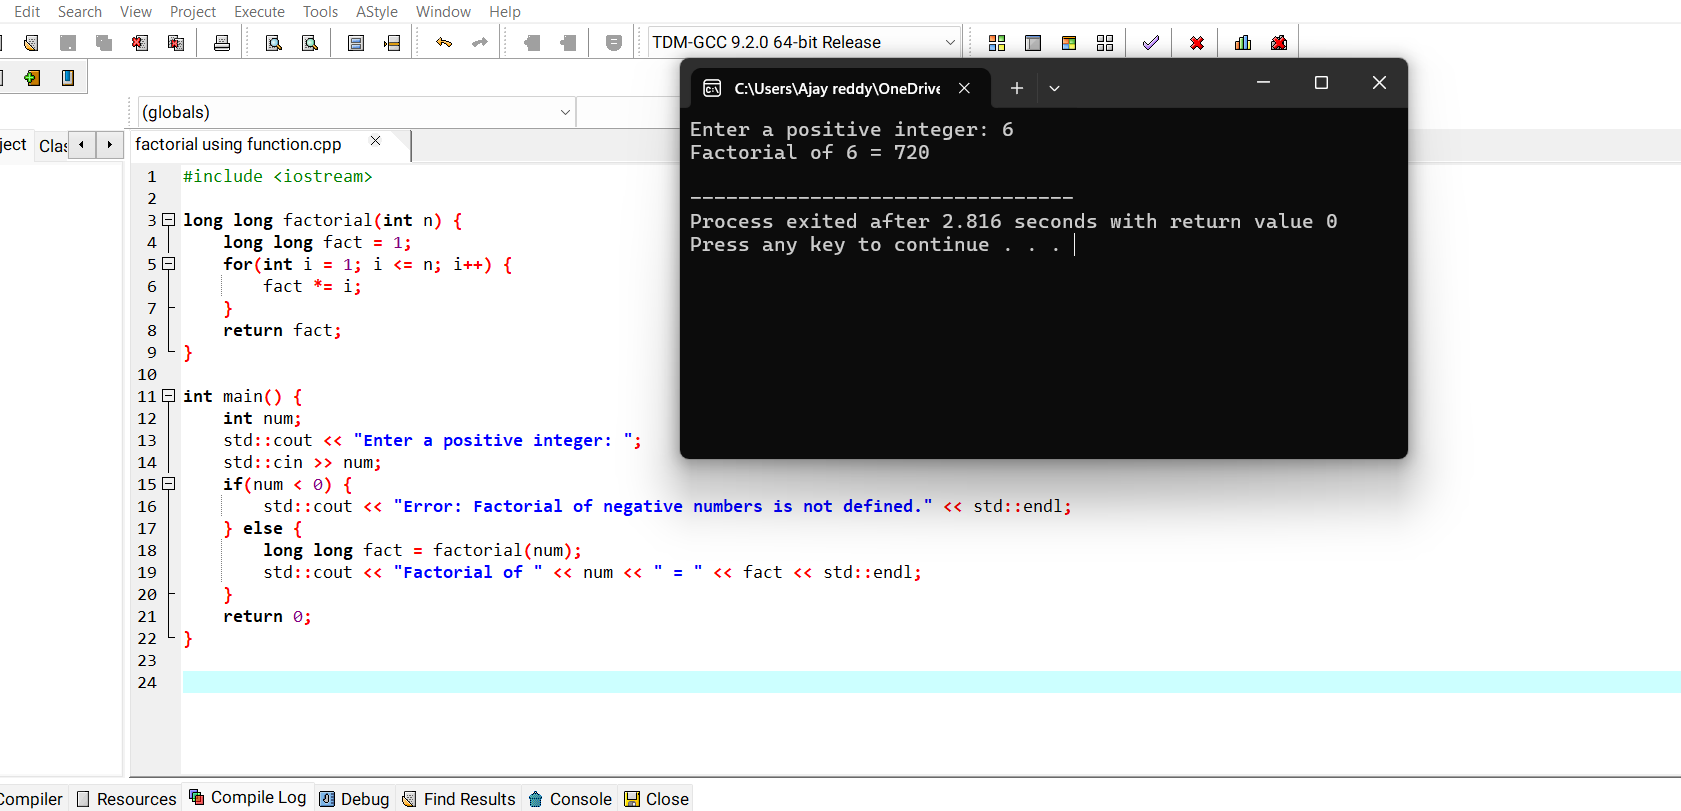 Edit Search View Project Execute Tools AStyle Window Help
TDM-GCC 9.2.0 64-bit Release
(globals)
ject Clas
factorial using function.cpp
1 #include <iostream>
2
3 long long factorial(int n) {
4 long long fact = 1;
5 for(int i = 1; i <= n; i++) {
6 fact *= i;
7 }
8 return fact;
9 }
10
11 int main() {
12 int num;
13 std::cout << "Enter a positive integer: ";
14 std::cin >> num;
15 if(num < 0) {
16 std::cout << "Error: Factorial of negative numbers is not defined." << std::endl;
17 } else {
18 long long fact = factorial(num);
19 std::cout << "Factorial of " << num << " = " << fact << std::endl;
20 }
21 return 0;
22 }
23
24
C:\Users\Ajay reddy\OneDrive
Enter a positive integer: 6
Factorial of 6 = 720
--------------------------------
Process exited after 2.816 seconds with return value 0
Press any key to continue . . .
Compiler Resources Compile Log Debug Find Results Console Close